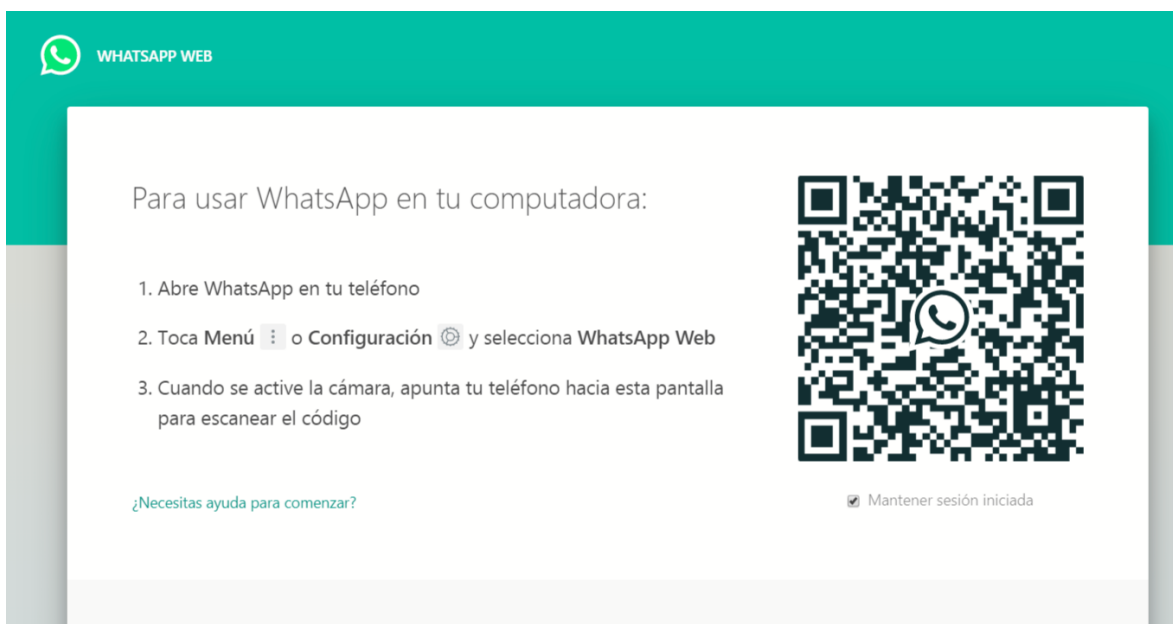 WHATSAPP WEB
Para usar WhatsApp en tu computadora:
1. Abre WhatsApp en tu teléfono
2. Toca Menú o Configuración y selecciona WhatsApp Web
3. Cuando se active la cámara, apunta tu teléfono hacia esta pantalla
para escanear el código
¿Necesitas ayuda para comenzar?
Mantener sesión iniciada